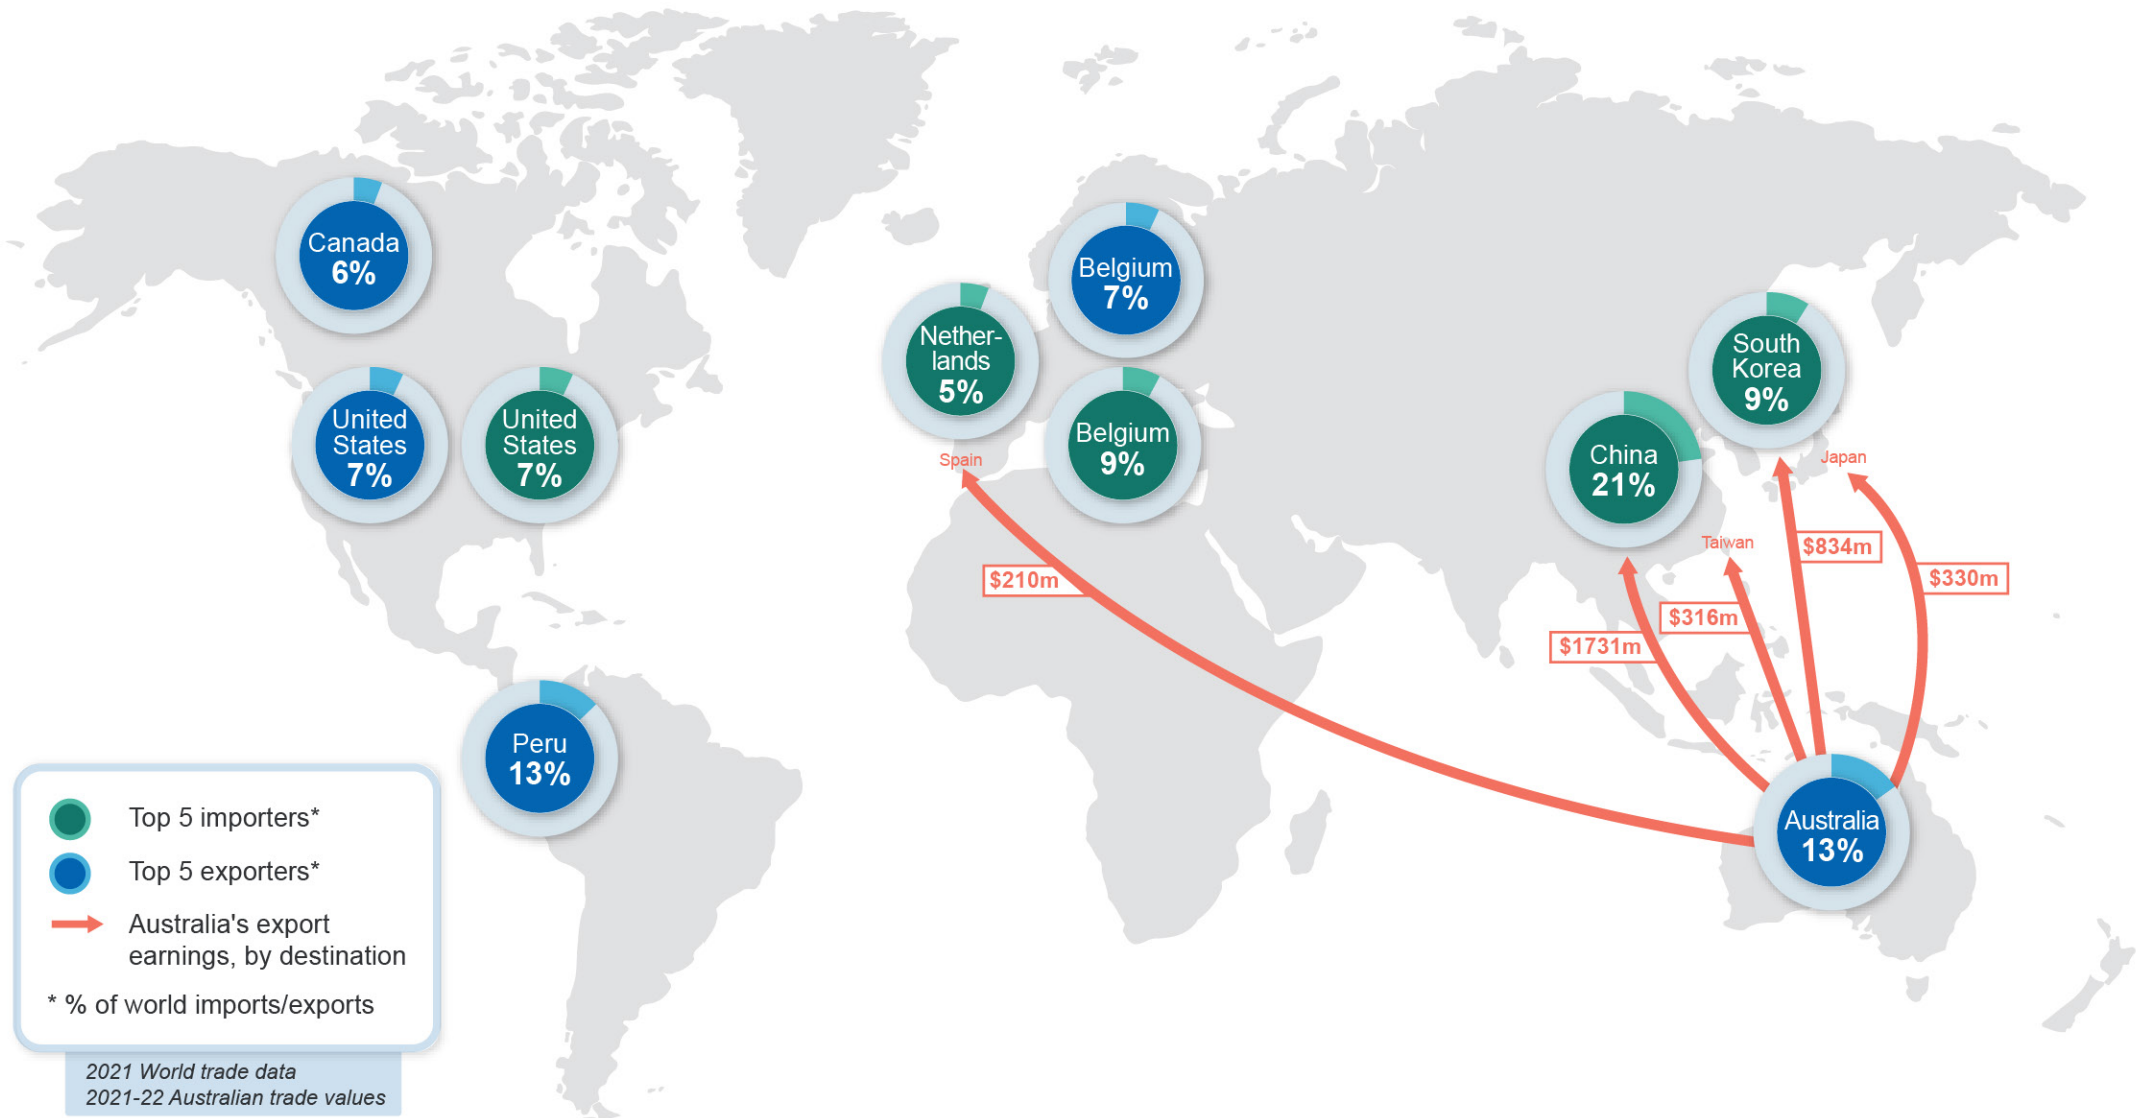 Canada
6%
United
States
7%
United
States
7%
Peru
13%
Nether-
lands
5%
Belgium
7%
Belgium
9%
Spain
$210m
China
21%
South
Korea
9%
Japan
Taiwan
$834m
$330m
$316m
$1731m
Australia
13%
Top 5 importers*
Top 5 exporters*
Australia's export
earnings, by destination
* % of world imports/exports
2021 World trade data
2021-22 Australian trade values